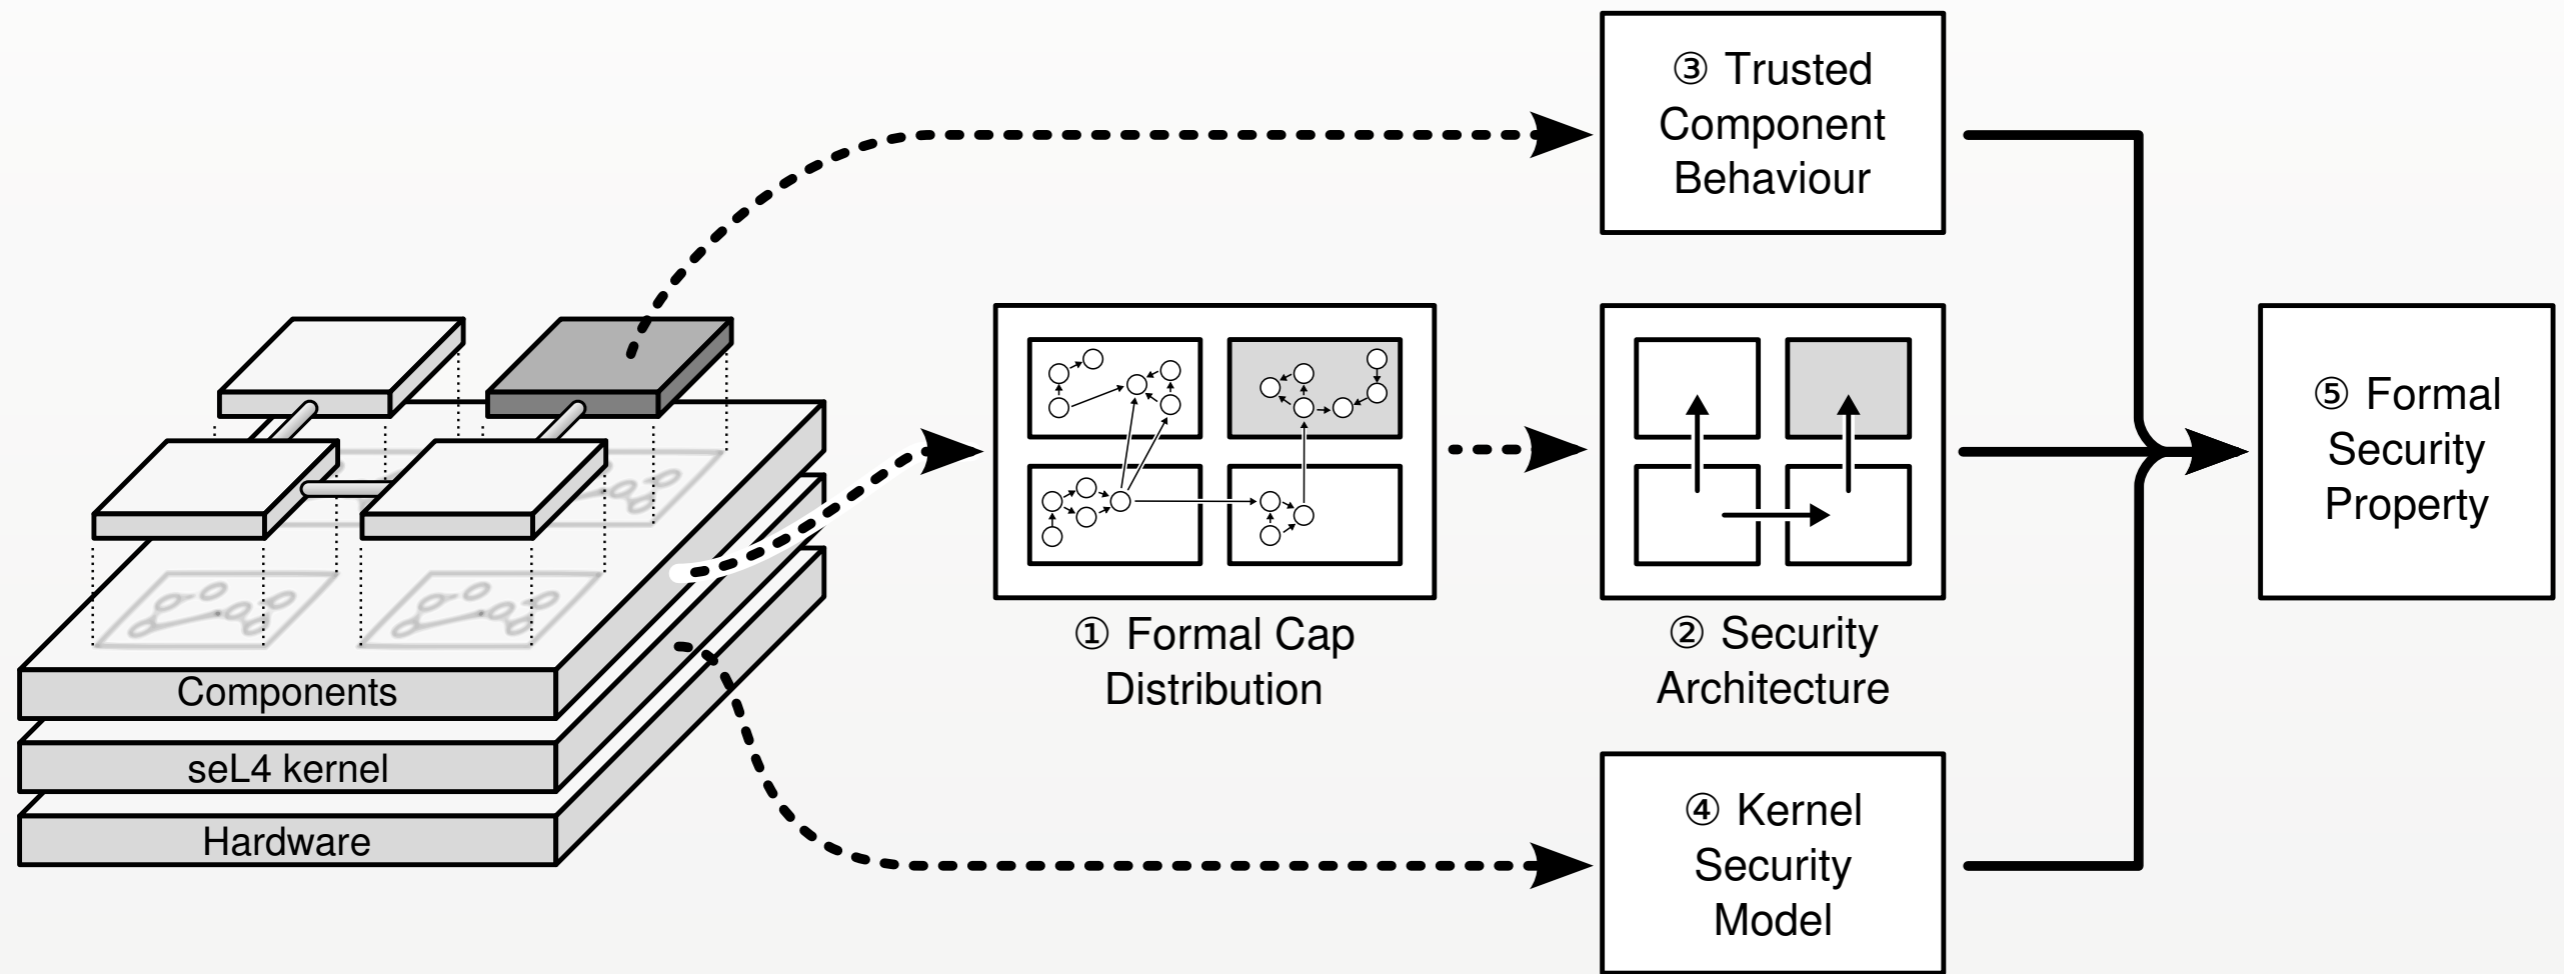 ③ Trusted
Component
Behaviour
① Formal Cap
Distribution
② Security
Architecture
⑤ Formal
Security
Property
Components
seL4 kernel
Hardware
④ Kernel
Security
Model